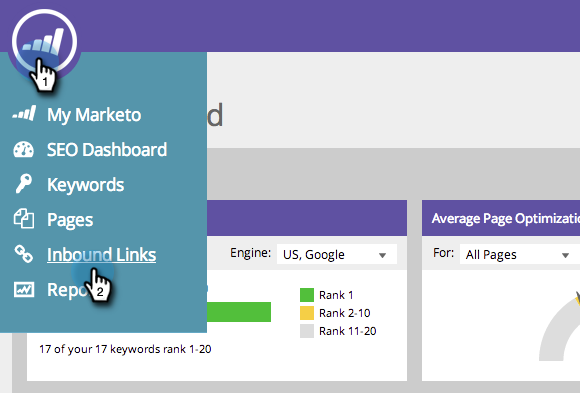 1
My Marketo
d
SEO Dashboard
Keywords
Pages
Average Page Optimizati
Inbound Links
Engine: US, Google
For: All Pages
2
Repo
Rank 1
Rank 2-10
Rank 11-20
17 of your 17 keywords rank 1-20